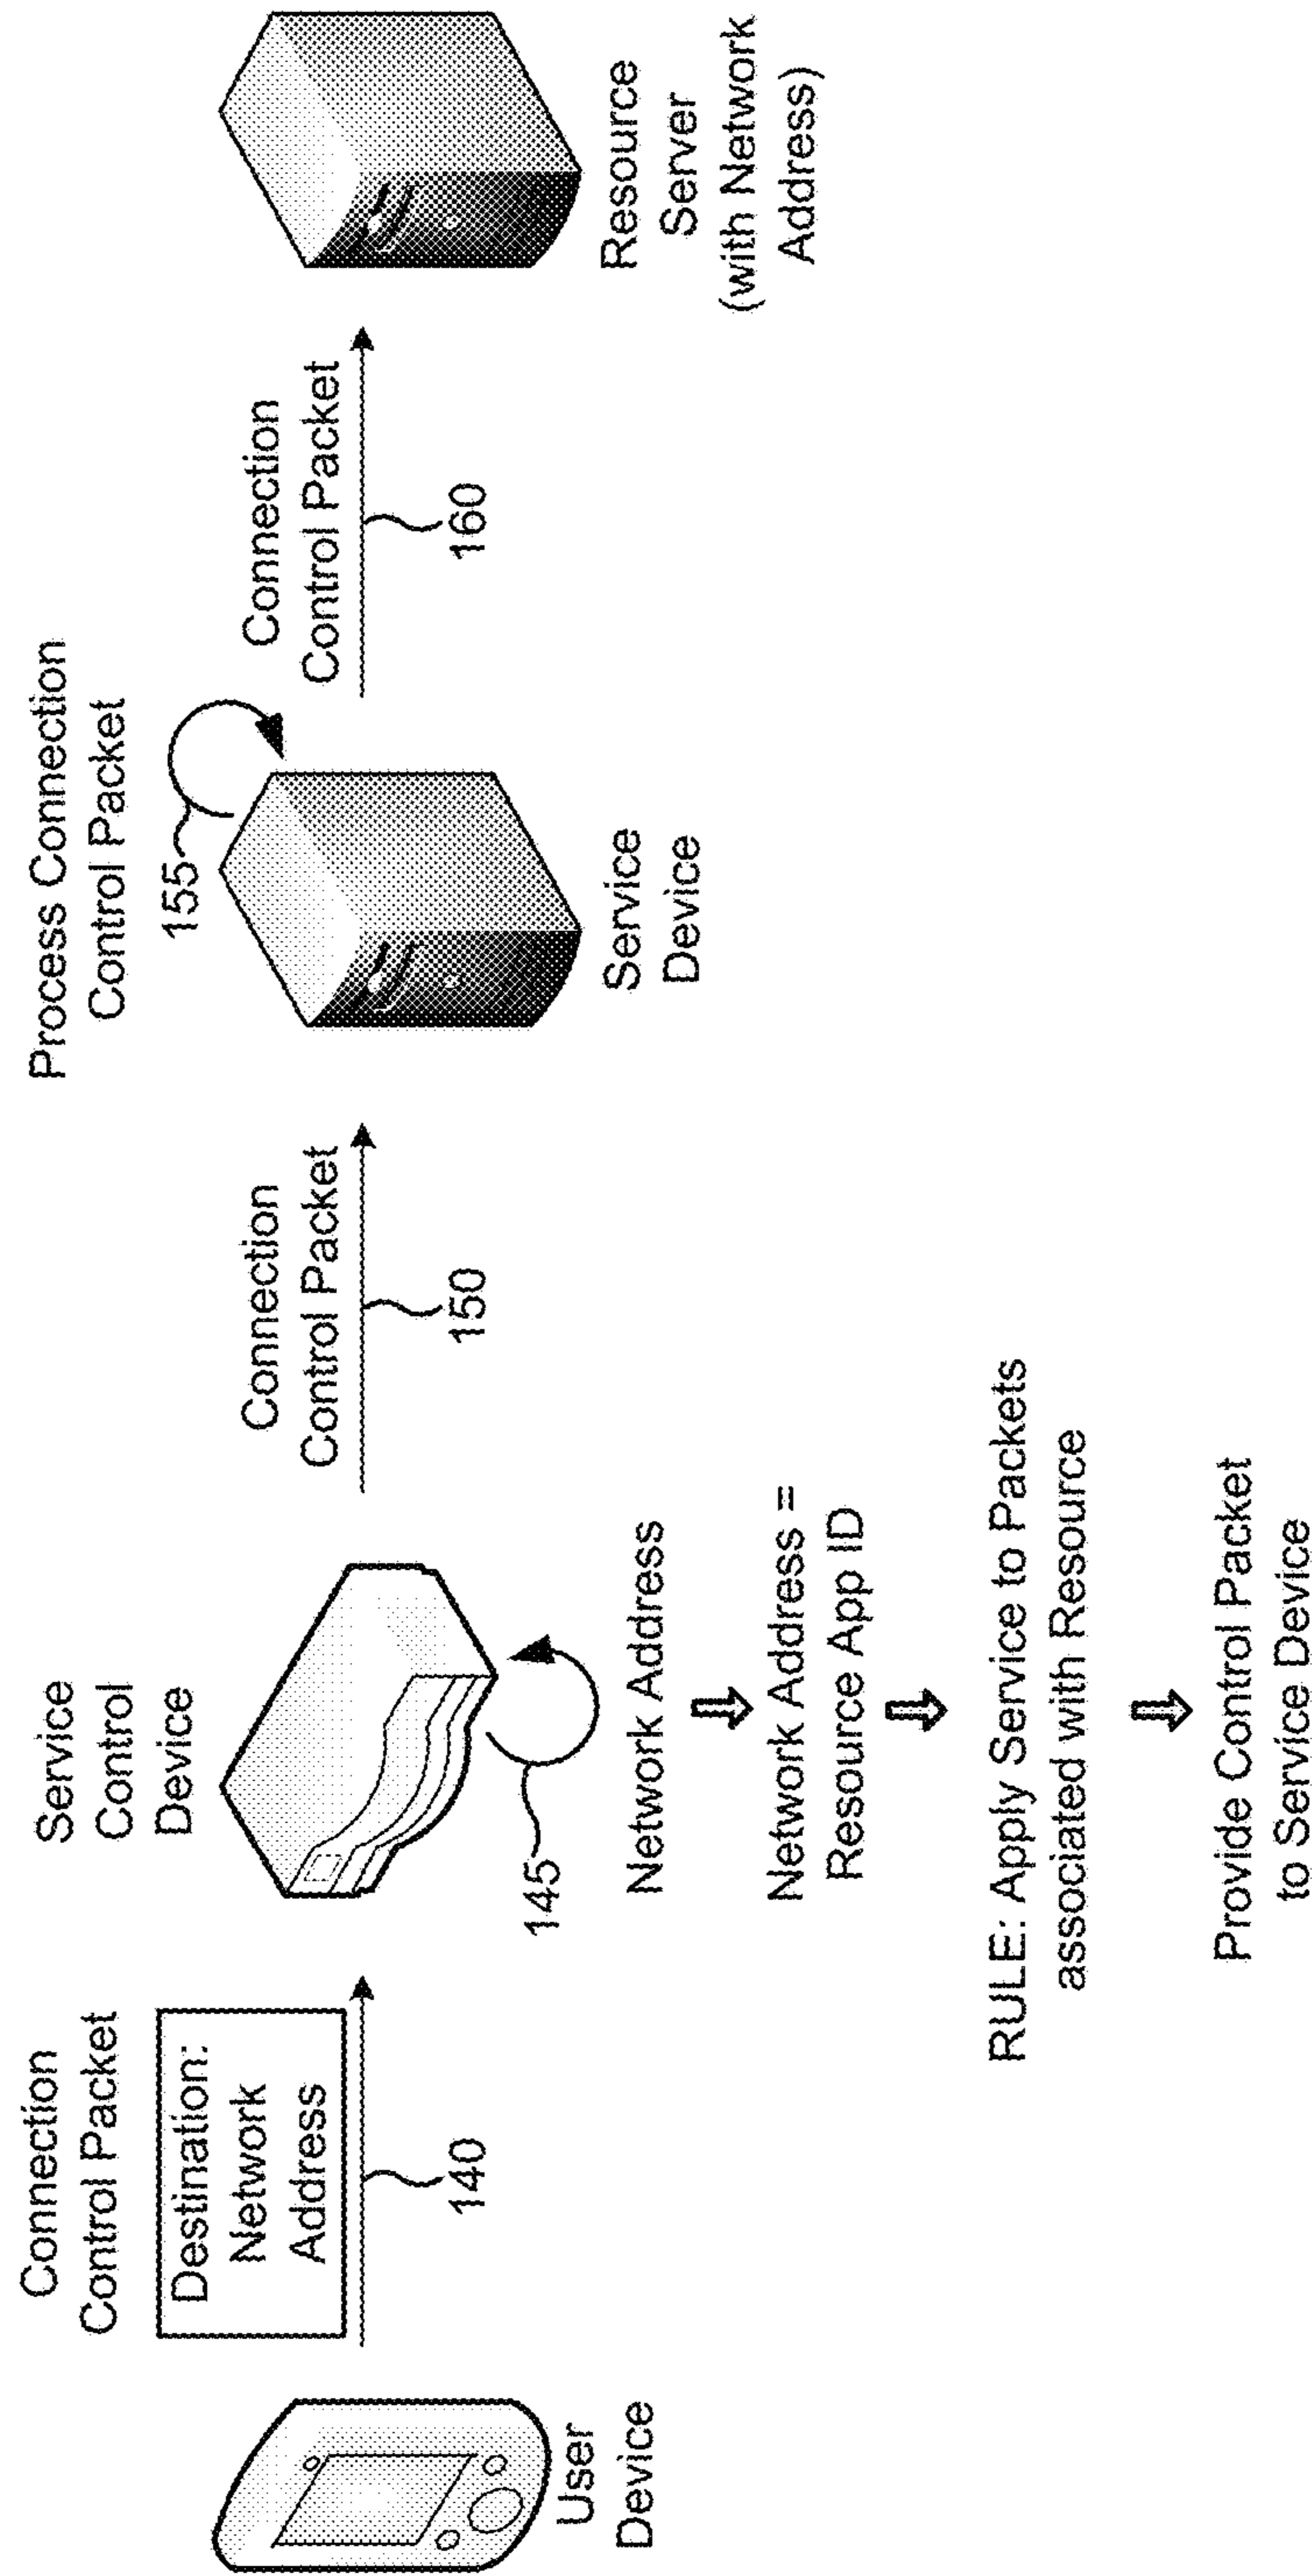 Connection
Control Packet
Destination:
Network
Address
140
User
Device
Service
Control
Device
145
Network Address
Network Address =
Resource App ID
RULE: Apply Service to Packets
associated with Resource
Provide Control Packet
to Service Device
Connection
Control Packet
150
Process Connection
Control Packet
155
Service
Device
Connection
Control Packet
160
Resource
Server
(with Network
Address)